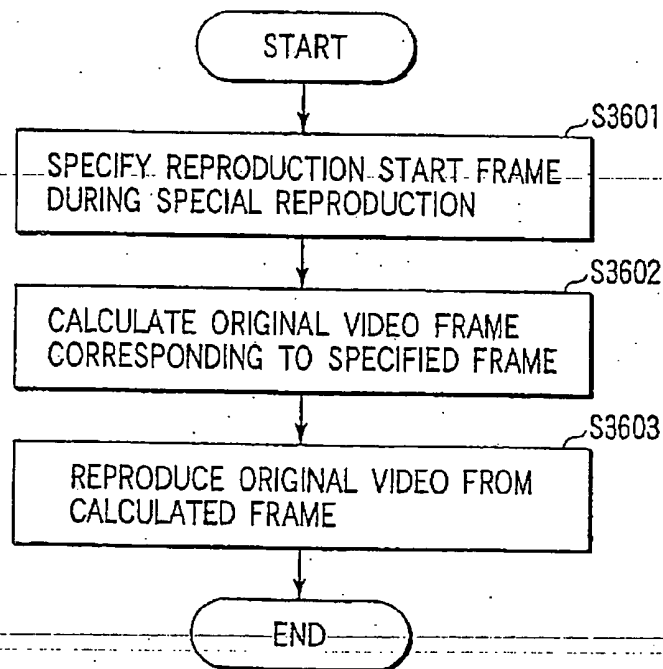 START
S3601
SPECIFY REPRODUCTION START FRAME
DURING SPECIAL REPRODUCTION
S3602
CALCULATE ORIGINAL VIDEO FRAME
CORRESPONDING TO SPECIFIED FRAME
S3603
REPRODUCE ORIGINAL VIDEO FROM
CALCULATED FRAME
END